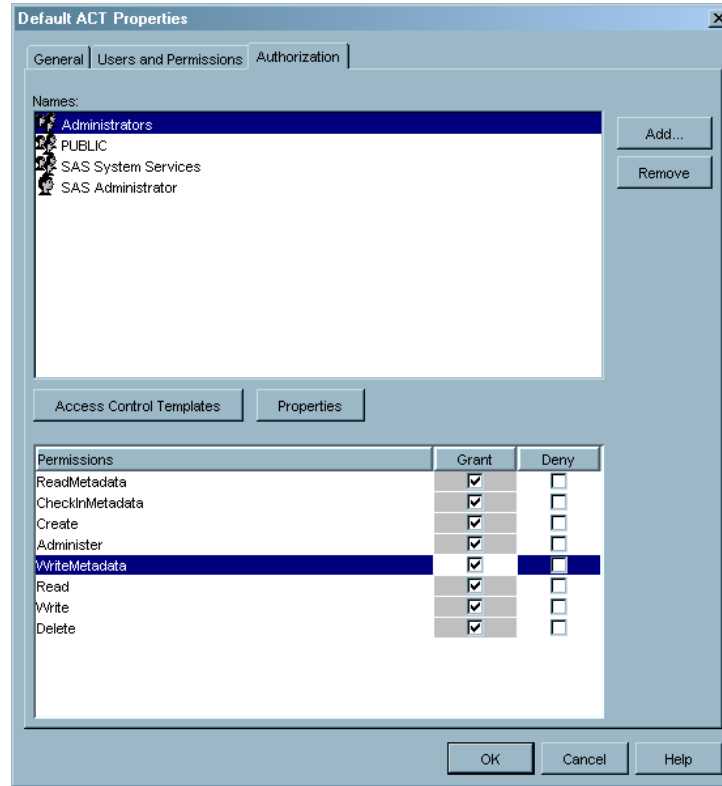 Default ACT Properties
General Users and Permissions Authorization
Names:
Administrators
PUBLIC
SAS System Services
SAS Administrator
Add...
Remove
Access Control Templates Properties
Permissions Grant Deny
ReadMetadata
CheckInMetadata
Create
Administer
WriteMetadata
Read
Write
Delete
OK Cancel Help